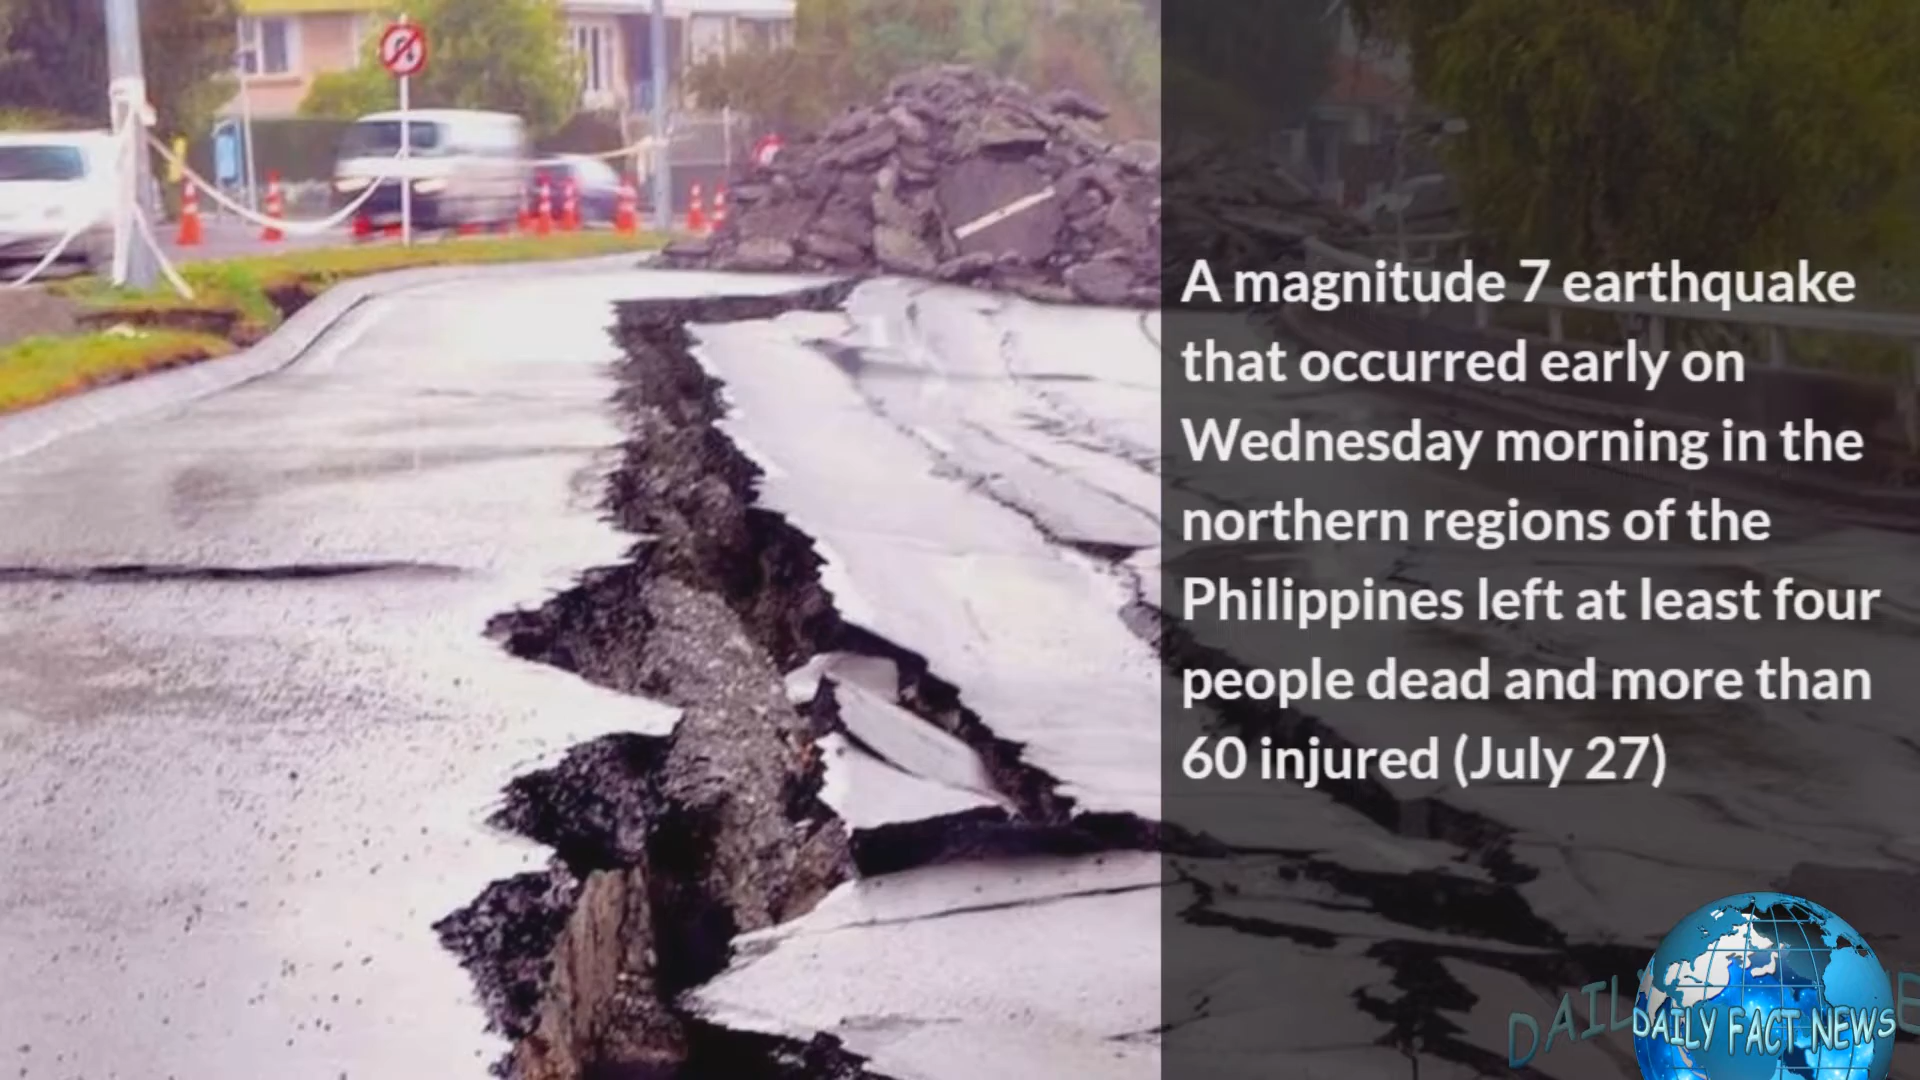 A magnitude 7 earthquake
that occurred early on
Wednesday morning in the
northern regions of the
Philippines left at least four
people dead and more than
60 injured (July 27)
DAILY FACT NEWS